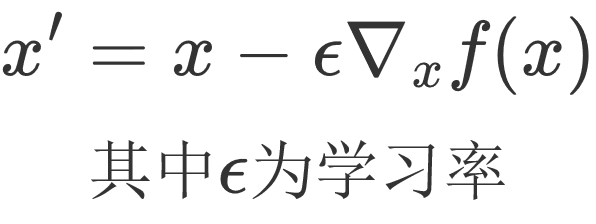 x′ = x − ϵ∇ₓf(x)
其中ϵ为学习率